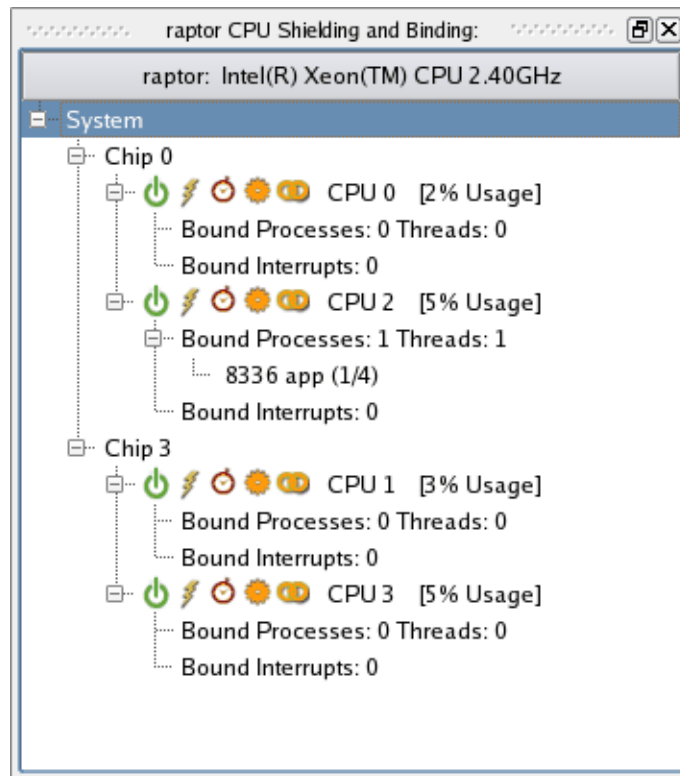 raptor CPU Shielding and Binding:
raptor: Intel(R) Xeon(TM) CPU 2.40GHz
System
Chip 0
CPU 0 [2% Usage]
Bound Processes: 0 Threads: 0
Bound Interrupts: 0
CPU 2 [5% Usage]
Bound Processes: 1 Threads: 1
8336 app (1/4)
Bound Interrupts: 0
Chip 3
CPU 1 [3% Usage]
Bound Processes: 0 Threads: 0
Bound Interrupts: 0
CPU 3 [5% Usage]
Bound Processes: 0 Threads: 0
Bound Interrupts: 0